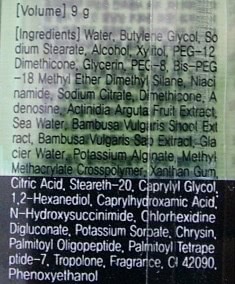 [Volume] 9 g
[Ingredients] Water, Butylene Glycol, So
dium Stearate, Alcohol, Xylitol, PEG-12
Dimethicone, Glycerin, PEG-8, Bis-PEG
-18 Methyl Ether Dimethyl Silane, Niaci
namide, Sodium Citrate, Dimethicone, A
denosine, Actinidia Arguta Fruit Extract,
Sea Water, Bambusa Vulgaris Shoot Ext
ract, Bambusa Vulgaris Sap Extract, Gla
cier Water, Potassium Alginate, Methyl
Methacrylate Crosspolymer, Xanthan Gum,
Citric Acid, Steareth-20, Caprylyl Glycol,
1,2-Hexanediol, Caprylhydroxamic Acid,
N-Hydroxysuccinimide, Chlorhexidine
Digluconate, Potassium Sorbate, Chrysin,
Palmitoyl Oligopeptide, Palmitoyl Tetrape
ptide-7, Tropolone, Fragrance, CI 42090,
Phenoxyethanol